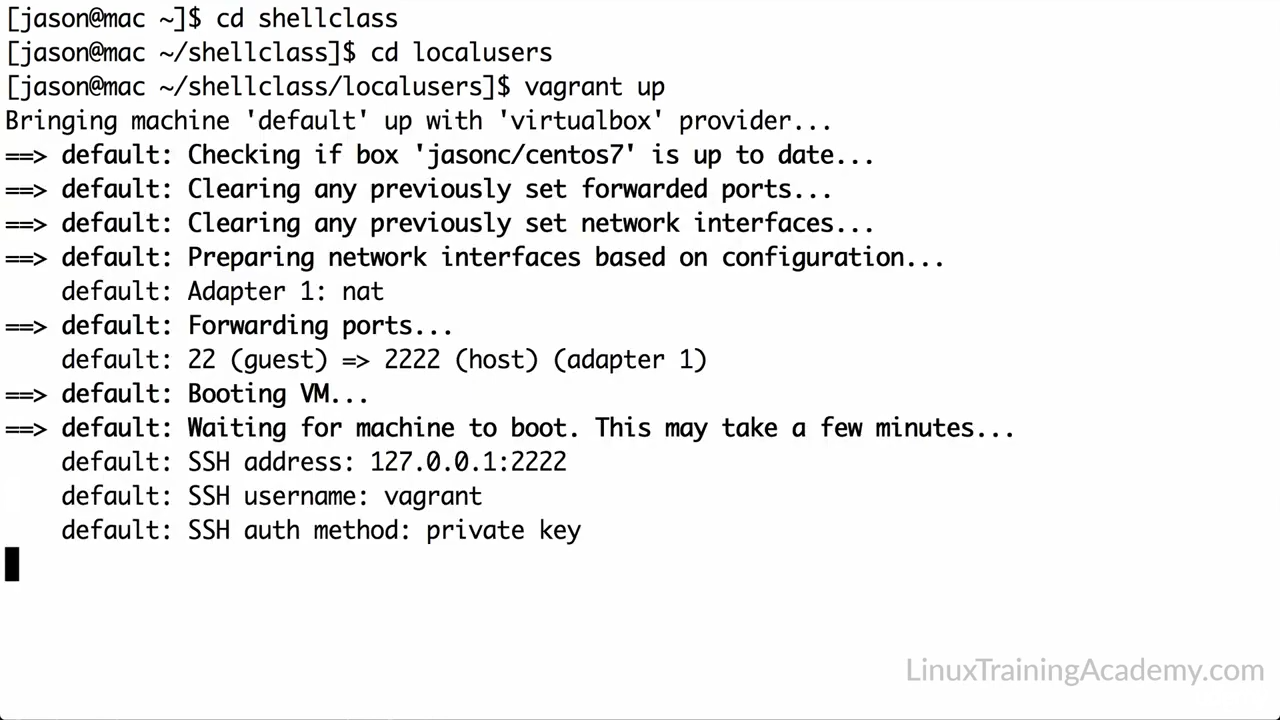 [jason@mac ~]$ cd shellclass
[jason@mac ~/shellclass]$ cd localusers
[jason@mac ~/shellclass/localusers]$ vagrant up
Bringing machine 'default' up with 'virtualbox' provider...
==> default: Checking if box 'jasonc/centos7' is up to date...
==> default: Clearing any previously set forwarded ports...
==> default: Clearing any previously set network interfaces...
==> default: Preparing network interfaces based on configuration...
    default: Adapter 1: nat
==> default: Forwarding ports...
    default: 22 (guest) => 2222 (host) (adapter 1)
==> default: Booting VM...
==> default: Waiting for machine to boot. This may take a few minutes...
    default: SSH address: 127.0.0.1:2222
    default: SSH username: vagrant
    default: SSH auth method: private key
LinuxTrainingAcademy.com